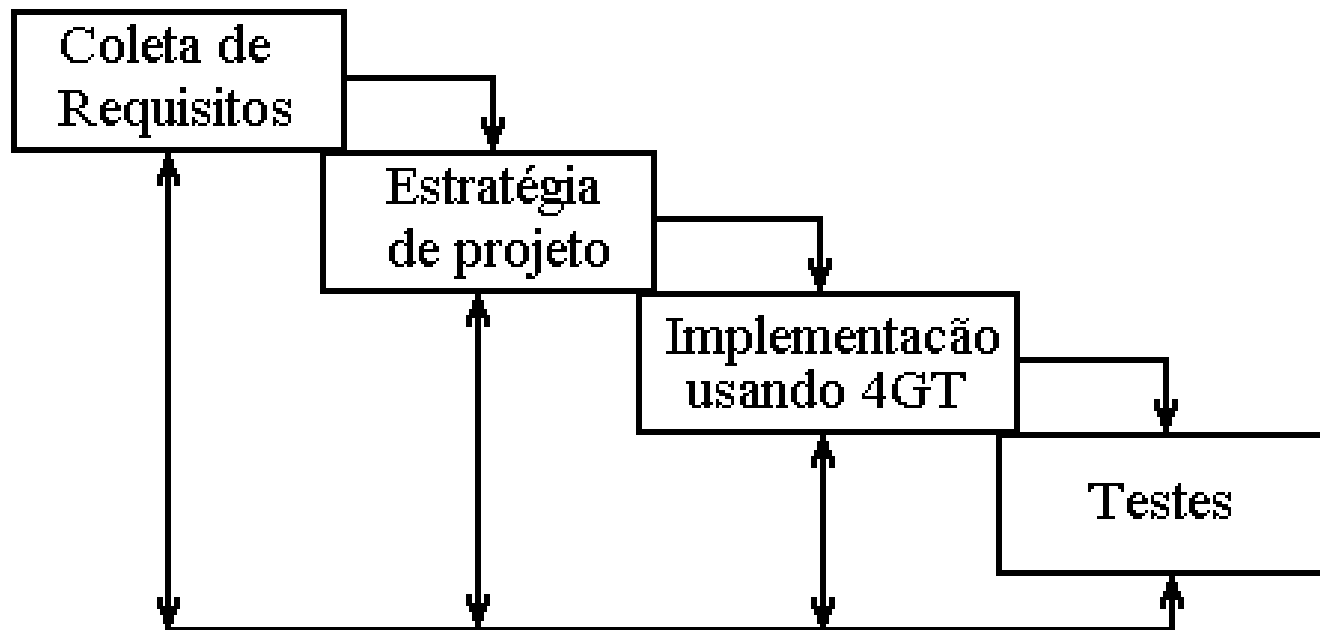 Coleta de
Requisitos
Estratégia
de projeto
Implementacão
usando 4GT
Testes